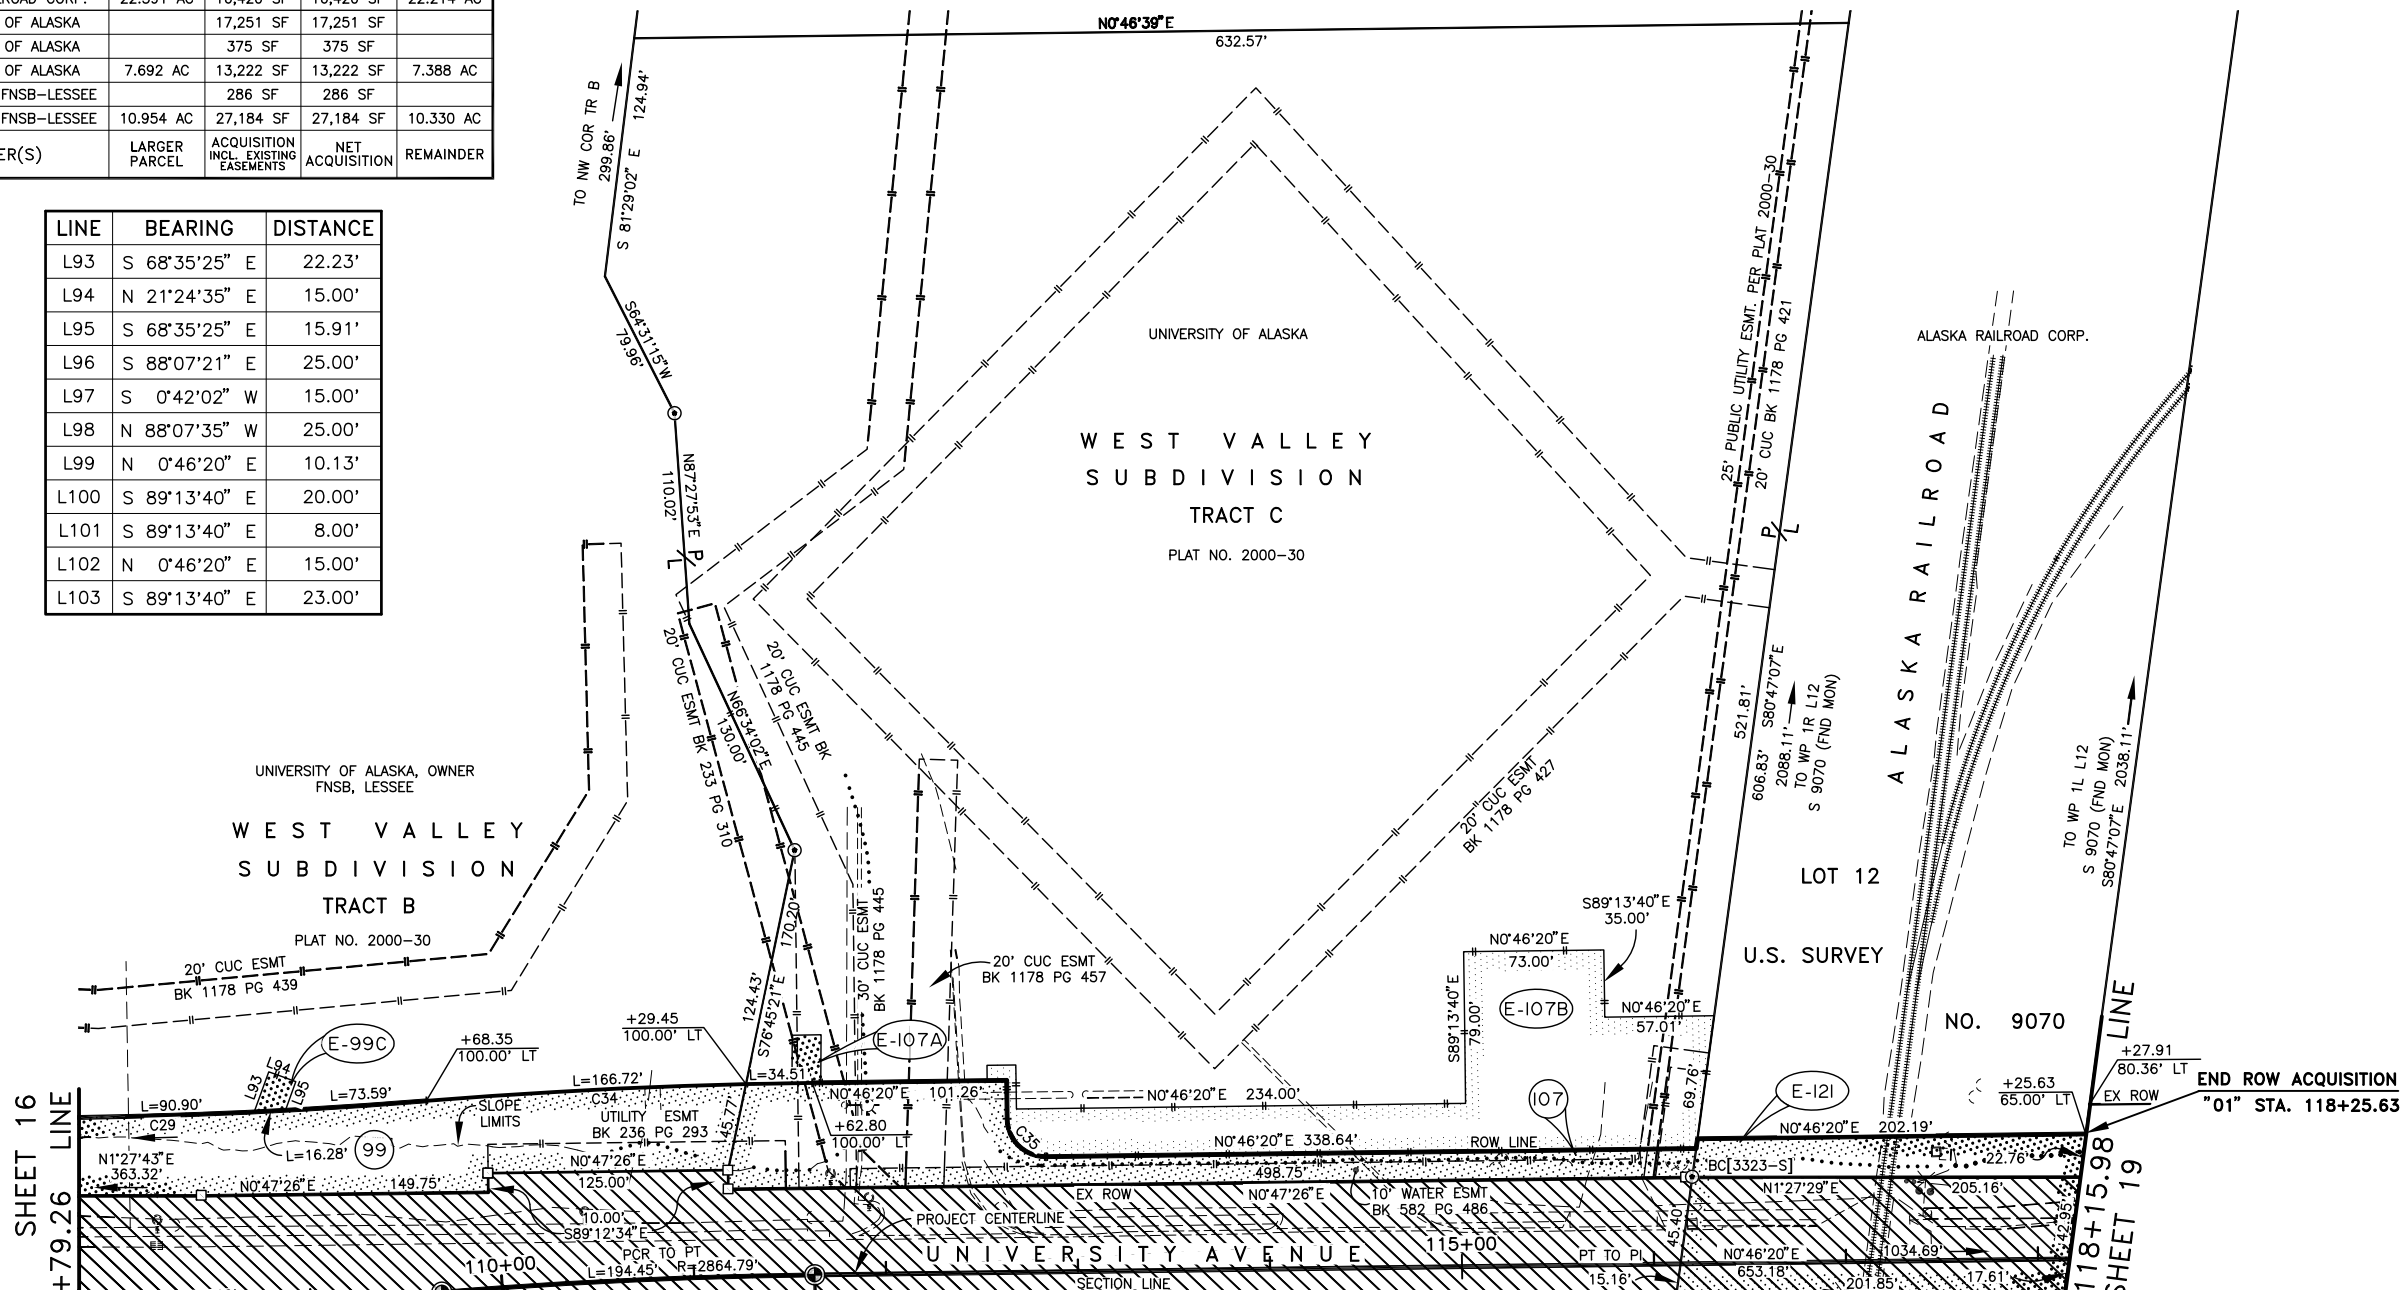 OF ALASKA 17,251 SF 17,251 SF
OF ALASKA 375 SF 375 SF
OF ALASKA 7.692 AC 13,222 SF 13,222 SF 7.388 AC
FNSB-LESSEE 286 SF 286 SF
FNSB-LESSEE 10.954 AC 27,184 SF 27,184 SF 10.330 AC
ER(S) LARGER PARCEL ACQUISITION INCL. EXISTING EASEMENTS NET ACQUISITION REMAINDER
LINE BEARING DISTANCE
L93 S 68°35'25" E 22.23'
L94 N 21°24'35" E 15.00'
L95 S 68°35'25" E 15.91'
L96 S 88°07'21" E 25.00'
L97 S 0°42'02" W 15.00'
L98 N 88°07'35" W 25.00'
L99 N 0°46'20" E 10.13'
L100 S 89°13'40" E 20.00'
L101 S 89°13'40" E 8.00'
L102 N 0°46'20" E 15.00'
L103 S 89°13'40" E 23.00'
N0°46'39"E
632.57'
TO NW COR TR B
299.86'
S 81°29'02" E 124.94'
S64°31'15"W
79.96'
N87°27'53"E
110.02'
P/L
UNIVERSITY OF ALASKA
WEST VALLEY
SUBDIVISION
TRACT C
PLAT NO. 2000-30
25' PUBLIC UTILITY ESMT. PER PLAT 2000-30
20' CUC BK 1178 PG 421
P/L
ALASKA RAILROAD CORP.
ALASKA RAILROAD
20' CUC ESMT BK 233 PG 310
N66°34'02"E
130.00'
20' CUC ESMT BK
1178 PG 445
20' CUC ESMT
BK 1178 PG 427
521.81'
S80°47'07"E
606.83'
2088.11'
TO WP 1R L12
S 9070 (FND MON)
TO WP 1L L12
S 9070 (FND MON)
S80°47'07"E 2038.11'
UNIVERSITY OF ALASKA, OWNER
FNSB, LESSEE
WEST VALLEY
SUBDIVISION
TRACT B
PLAT NO. 2000-30
20' CUC ESMT
BK 1178 PG 439
LOT 12
U.S. SURVEY
NO. 9070
170.20'
124.43'
S76°45'21"E
30' CUC ESMT
BK 1178 PG 445
20' CUC ESMT
BK 1178 PG 457
S89°13'40"E
35.00'
N0°46'20"E
73.00'
E-107B
S89°13'40"E
79.00'
N0°46'20"E
57.01'
E-99C
L93
L94
L95
+68.35
100.00' LT
+29.45
100.00' LT
E-107A
+27.91
80.36' LT
EX ROW
+25.63
65.00' LT
END ROW ACQUISITION
"01" STA. 118+25.63
L=90.90'
C29
L=73.59'
L=166.72'
C34
L=34.51'
N0°46'20"E 101.26'
N0°46'20"E 234.00'
107
69.76'
E-121
N0°46'20"E 202.19'
SLOPE
LIMITS
UTILITY ESMT
BK 236 PG 293
45.77'
+62.80
100.00' LT
C35
N0°46'20"E 338.64'
ROW LINE
L=16.28'
99
N1°27'43"E
363.32'
N0°47'26"E
125.00'
498.75'
BC[3323-S]
22.76'
N0°47'26"E 149.75'
EX ROW
N0°47'26"E
10' WATER ESMT
BK 582 PG 486
N1°27'29"E 205.16'
10.00'
S89°12'34"E
PROJECT CENTERLINE
45.40'
42.95'
PCR TO PT
L=194.45' R=2864.79'
110+00
UNIVERSITY AVENUE
115+00
PT TO PI
N0°46'20"E 1034.69'
653.18'
SECTION LINE
15.16'
201.85'
17.61'
SHEET 16
+79.26 LINE
118+15.98 LINE
SHEET 19